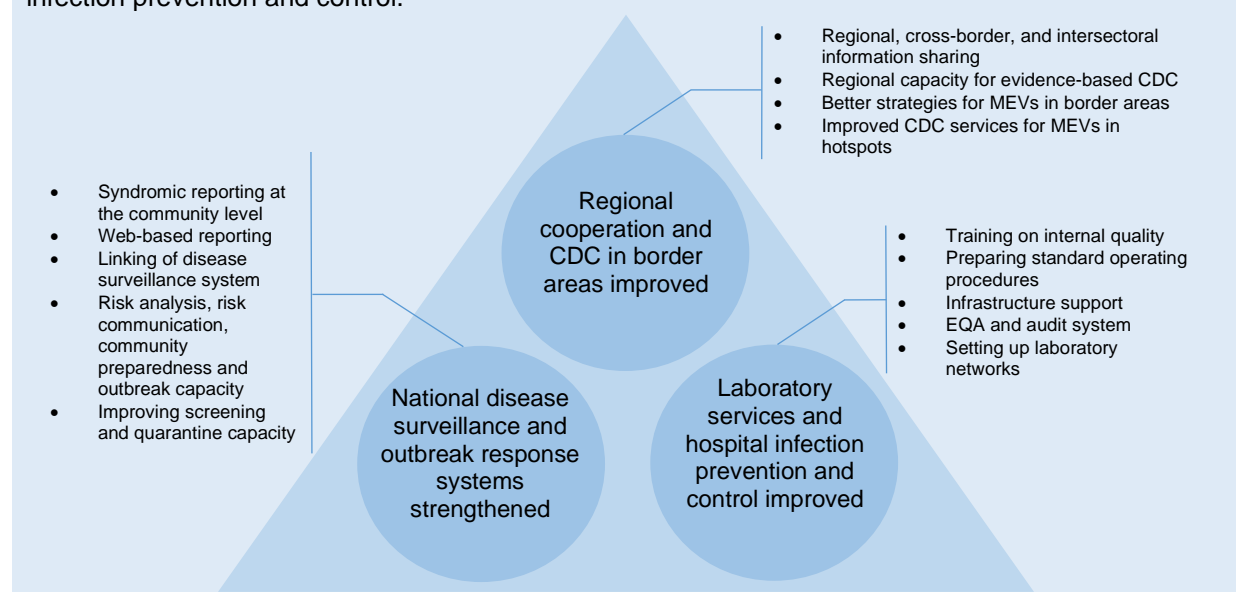 infection prevention and control.
• Regional, cross-border, and intersectoral
information sharing
• Regional capacity for evidence-based CDC
• Better strategies for MEVs in border areas
• Improved CDC services for MEVs in
hotspots
Regional
cooperation and
CDC in border
areas improved
• Syndromic reporting at
the community level
• Web-based reporting
• Linking of disease
surveillance system
• Risk analysis, risk
communication,
community
preparedness and
outbreak capacity
• Improving screening
and quarantine capacity
• Training on internal quality
• Preparing standard operating
procedures
• Infrastructure support
• EQA and audit system
• Setting up laboratory
networks
National disease
surveillance and
outbreak response
systems
strengthened
Laboratory
services and
hospital infection
prevention and
control improved